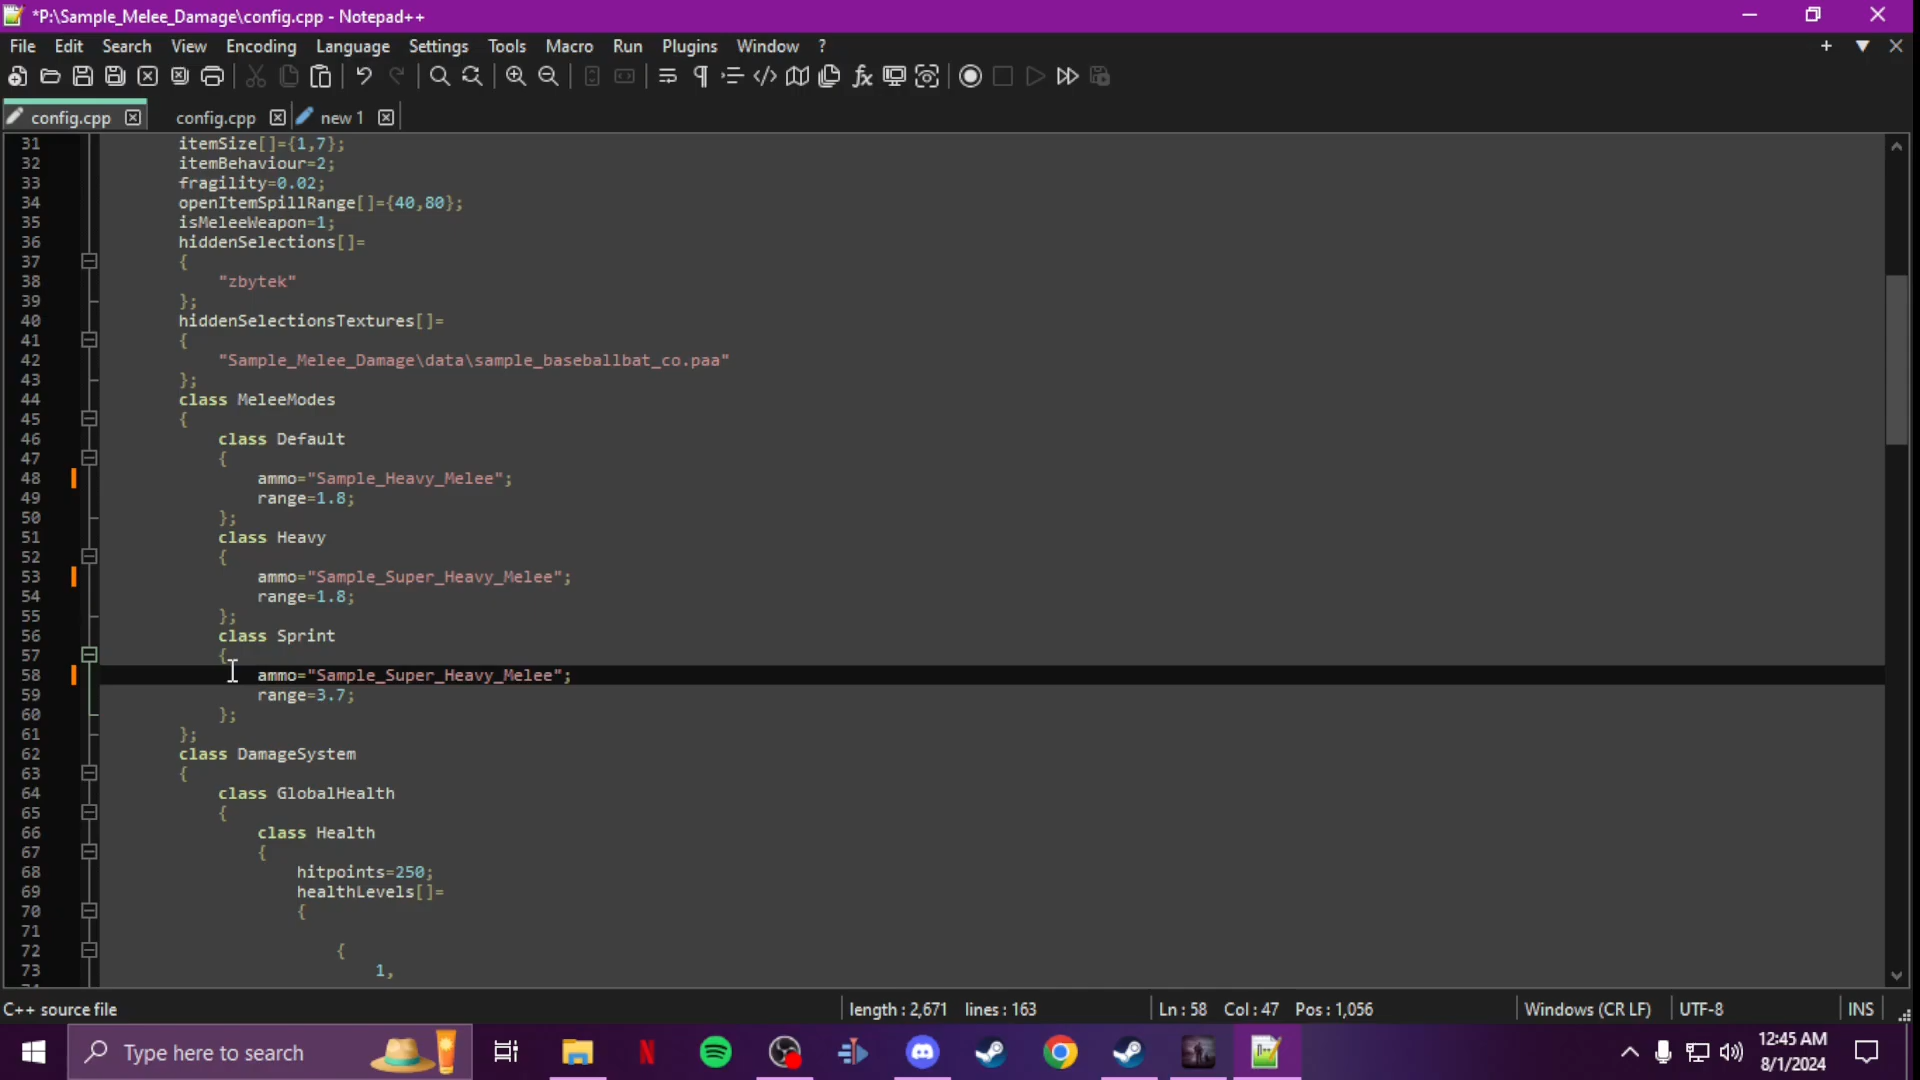 *P:\Sample_Melee_Damage\config.cpp - Notepad++
File Edit Search View Encoding Language Settings Tools Macro Run Plugins Window ?
config.cpp config.cpp new 1
31 itemSize[]={1,7};
32 itemBehaviour=2;
33 fragility=0.02;
34 openItemSpillRange[]={40,80};
35 isMeleeWeapon=1;
36 hiddenSelections[]=
37 {
38 "zbytek"
39 };
40 hiddenSelectionsTextures[]=
41 {
42 "Sample_Melee_Damage\data\sample_baseballbat_co.paa"
43 };
44 class MeleeModes
45 {
46 class Default
47 {
48 ammo="Sample_Heavy_Melee";
49 range=1.8;
50 };
51 class Heavy
52 {
53 ammo="Sample_Super_Heavy_Melee";
54 range=1.8;
55 };
56 class Sprint
57 {
58 ammo="Sample_Super_Heavy_Melee";
59 range=3.7;
60 };
61 };
62 class DamageSystem
63 {
64 class GlobalHealth
65 {
66 class Health
67 {
68 hitpoints=250;
69 healthLevels[]=
70 {
71
72 {
73 1,
C++ source file length : 2,671 lines : 163 Ln : 58 Col : 47 Pos : 1,056 Windows (CR LF) UTF-8 INS
Type here to search 12:45 AM
8/1/2024